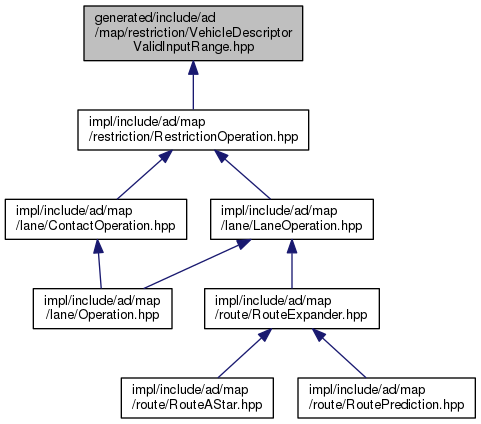 generated/include/ad
/map/restriction/VehicleDescriptor
ValidInputRange.hpp
impl/include/ad/map
/restriction/RestrictionOperation.hpp
impl/include/ad/map
/lane/ContactOperation.hpp
impl/include/ad/map
/lane/LaneOperation.hpp
impl/include/ad/map
/lane/Operation.hpp
impl/include/ad/map
/route/RouteExpander.hpp
impl/include/ad/map
/route/RouteAStar.hpp
impl/include/ad/map
/route/RoutePrediction.hpp